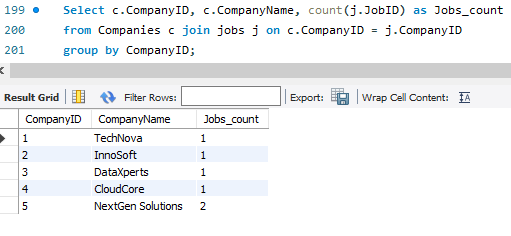 199 Select c.CompanyID, c.CompanyName, count(j.JobID) as Jobs_count
200 from Companies c join jobs j on c.CompanyID = j.CompanyID
201 group by CompanyID;
Result Grid Filter Rows: Export: Wrap Cell Content: IA
CompanyID CompanyName Jobs_count
1 TechNova 1
2 InnoSoft 1
3 DataXperts 1
4 CloudCore 1
5 NextGen Solutions 2